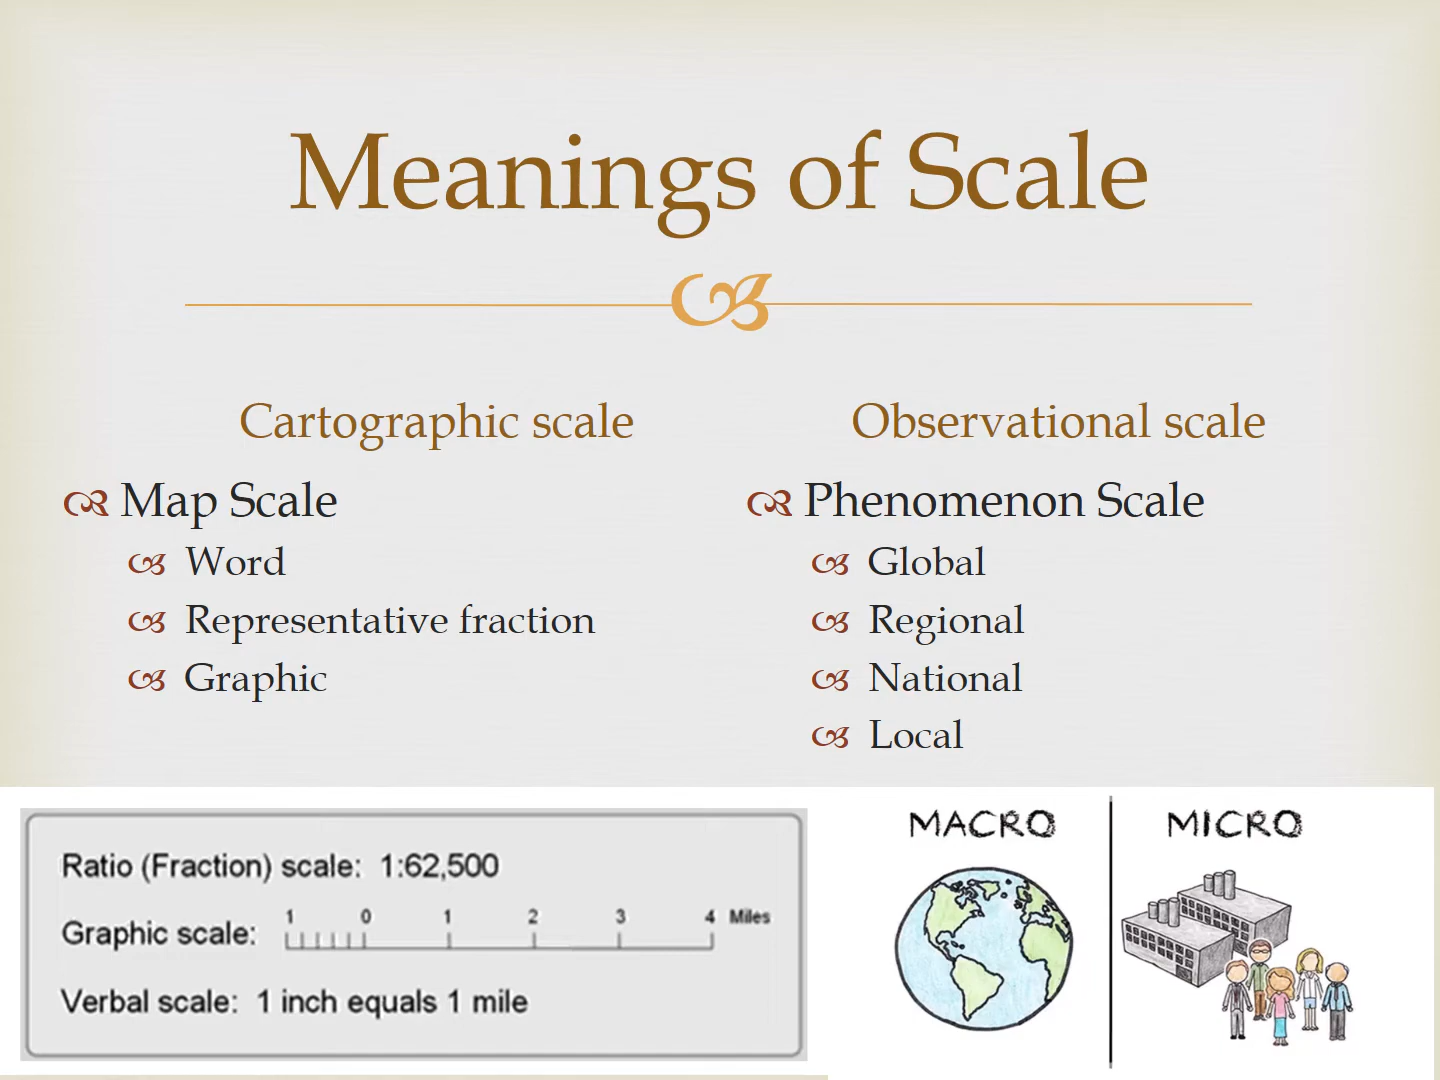 Meanings of Scale
Cartographic scale
Map Scale
Word
Representative fraction
Graphic
Observational scale
Phenomenon Scale
Global
Regional
National
Local
Ratio (Fraction) scale: 1:62,500
Graphic scale: 1 0 1 2 3 4 Miles
Verbal scale: 1 inch equals 1 mile
MACRO
MICRO